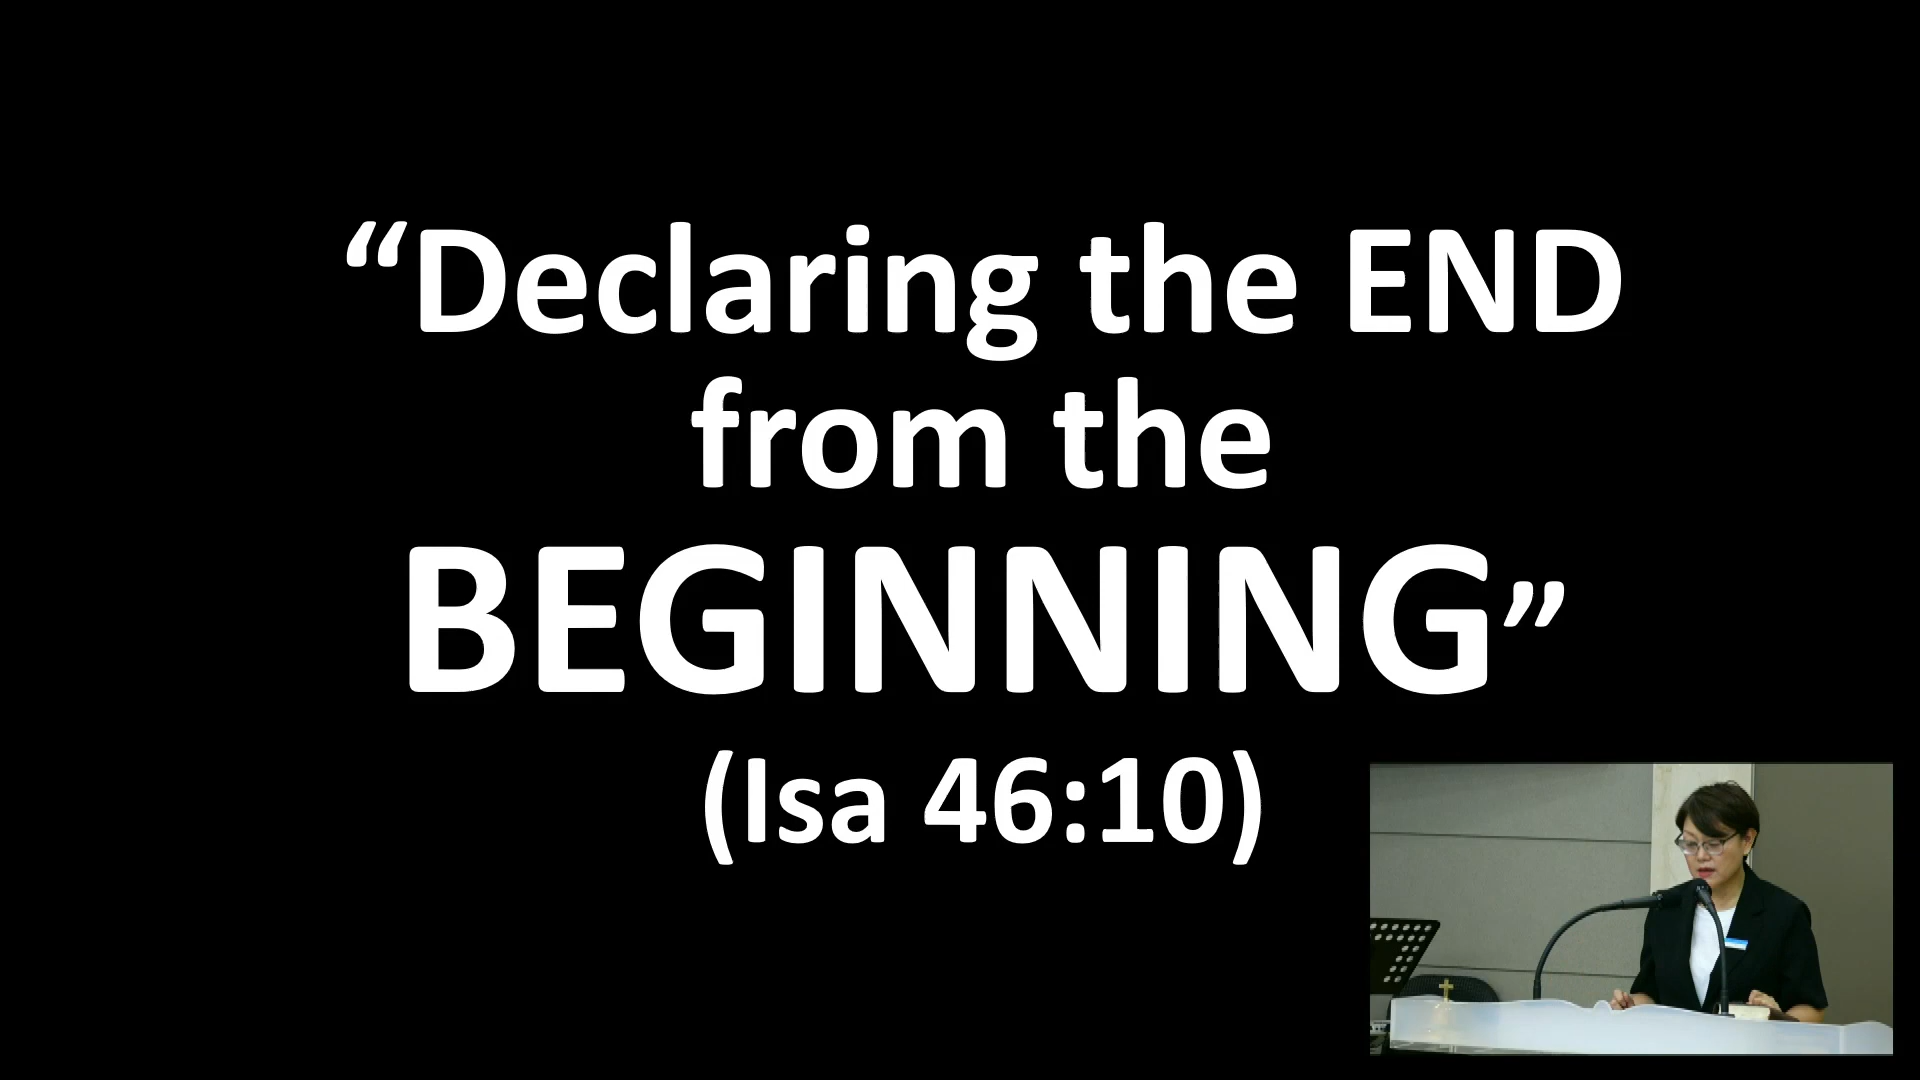 “Declaring the END
from the
BEGINNING”
(Isa 46:10)